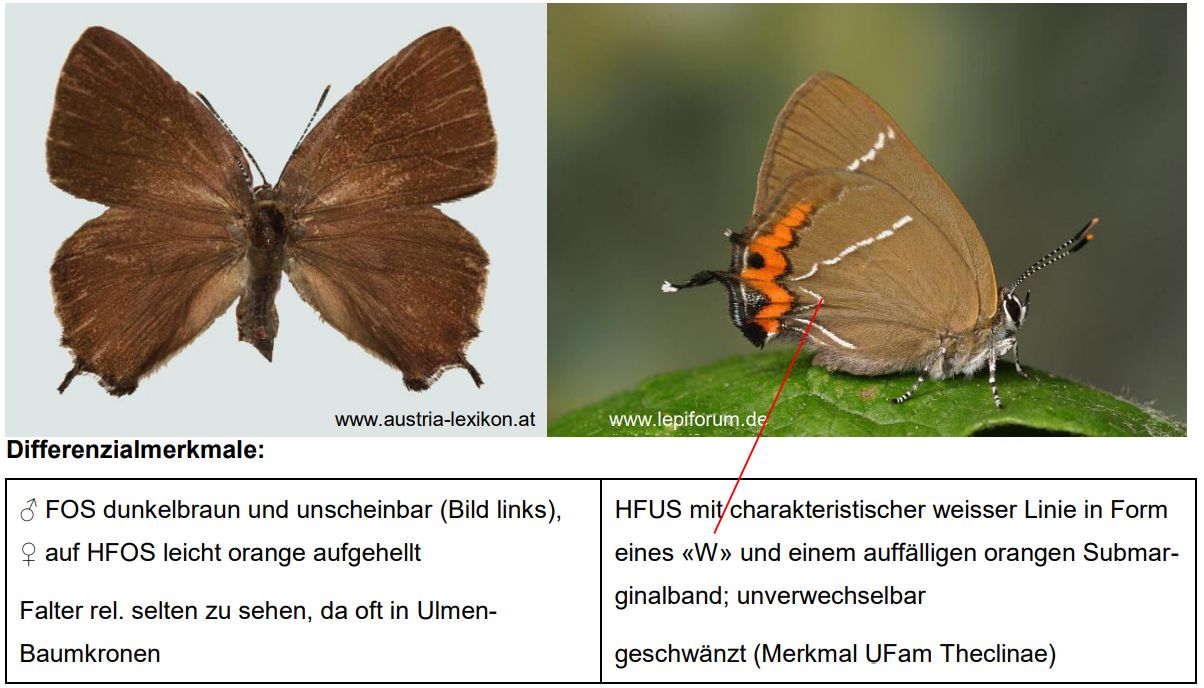 www.austria-lexikon.at
www.lepiforum.de
Differenzialmerkmale:
♂ FOS dunkelbraun und unscheinbar (Bild links),
♀ auf HFOS leicht orange aufgehellt
Falter rel. selten zu sehen, da oft in Ulmen-
Baumkronen
HFUS mit charakteristischer weisser Linie in Form
eines «W» und einem auffälligen orangen Submar-
ginalband; unverwechselbar
geschwänzt (Merkmal UFam Theclinae)